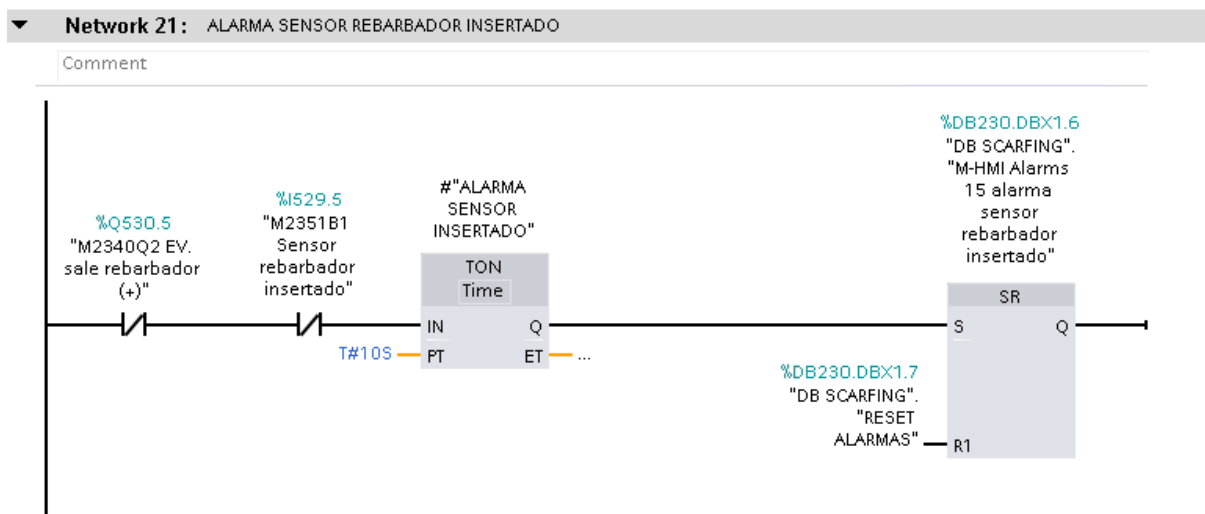 Network 21: ALARMA SENSOR REBARBADOR INSERTADO
Comment
%Q530.5
"M2340Q2 EV.
sale rebarbador
(+)"
%I529.5
"M2351B1
Sensor
rebarbador
insertado"
#"ALARMA
SENSOR
INSERTADO"
TON
Time
IN
Q
T#10S
PT
ET
...
%DB230.DBX1.6
"DB SCARFING".
"M-HMI Alarms
15 alarma
sensor
rebarbador
insertado"
SR
S
Q
%DB230.DBX1.7
"DB SCARFING".
"RESET
ALARMAS"
R1